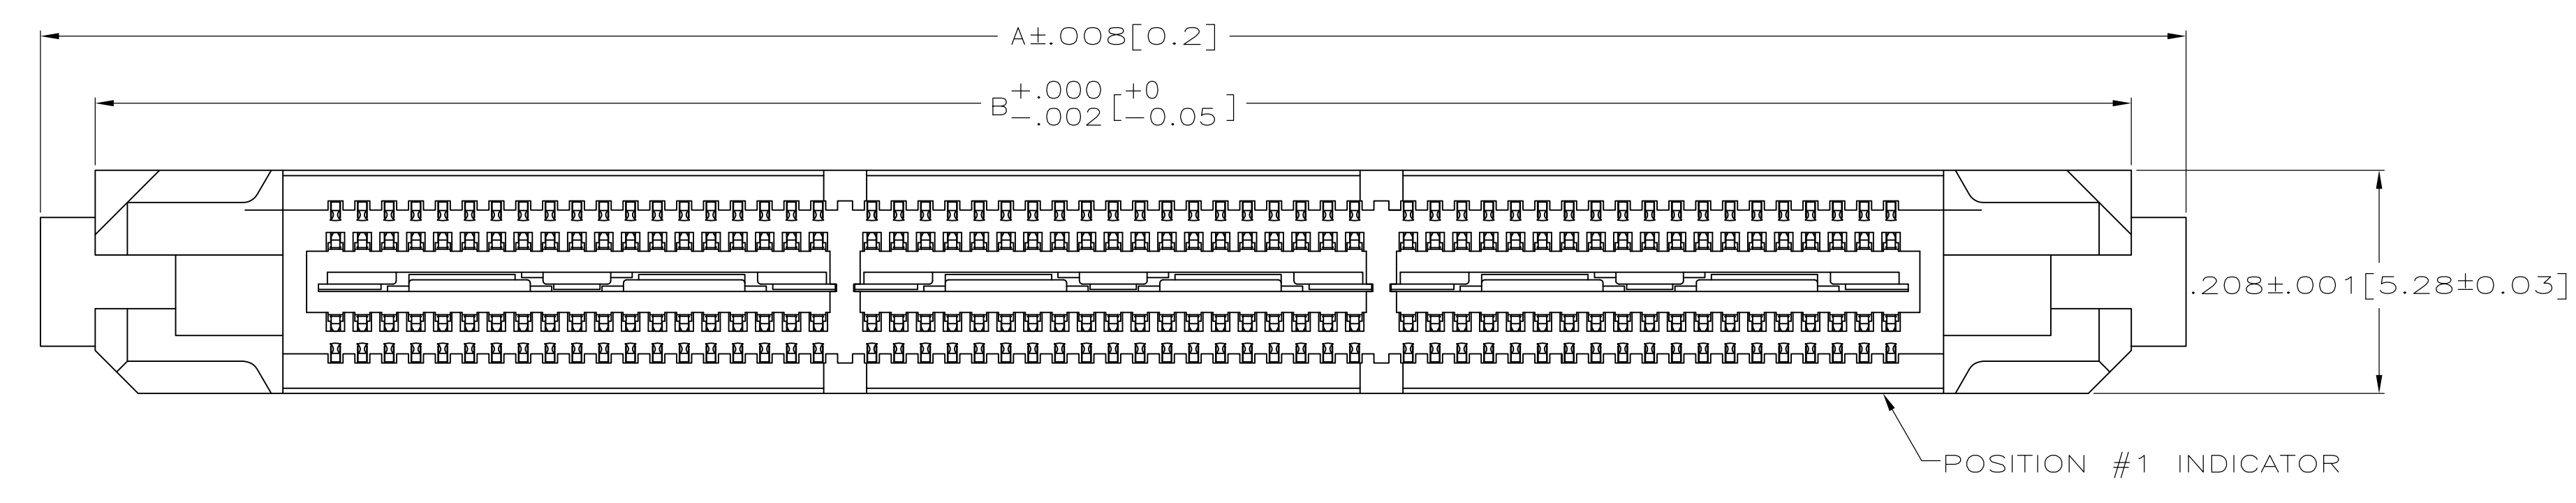 A±.008[0.2]
B +.000 -.002 [+0 -0.05]
.208±.001[5.28±0.03]
POSITION #1 INDICATOR